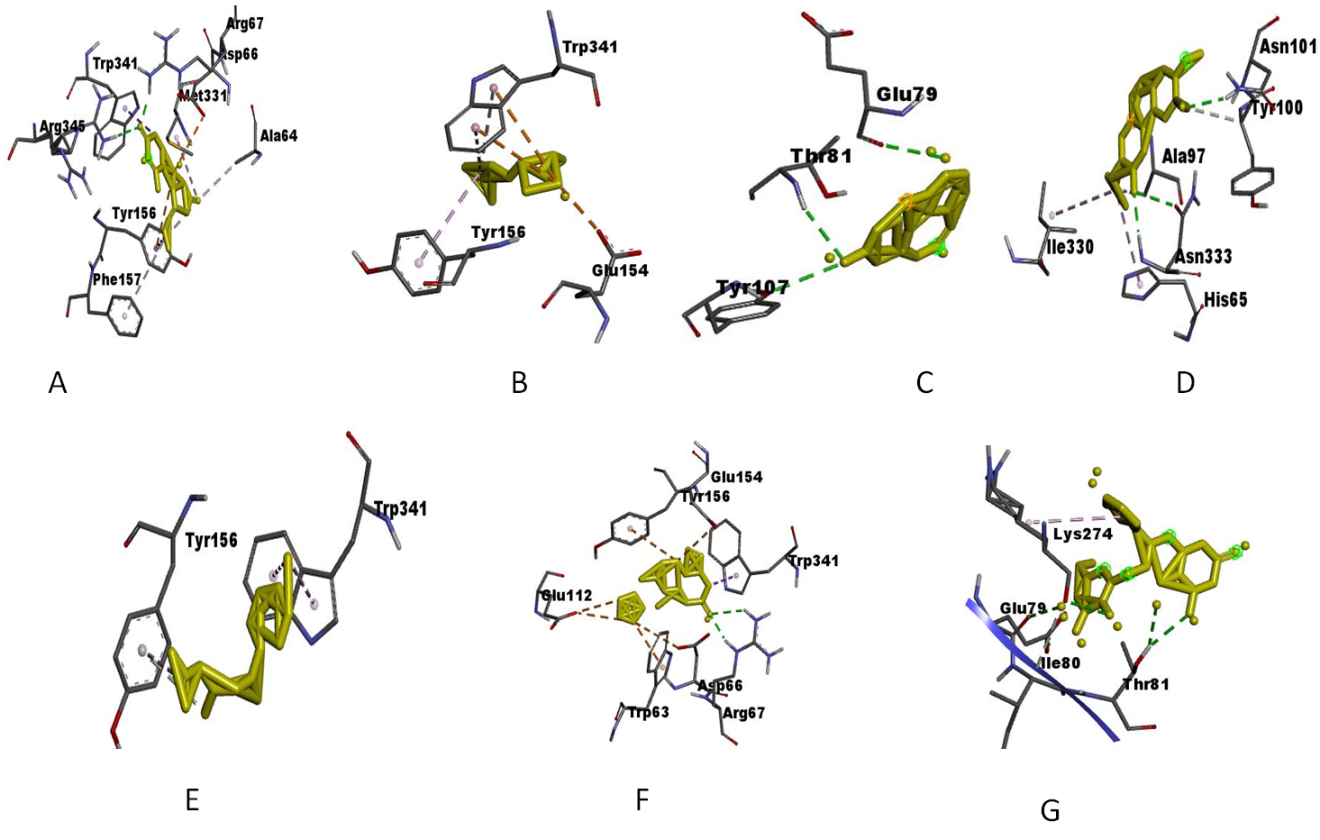 Arg67
Asp66
Trp341
Met331
Arg345
Ala64
Tyr156
Phe157
A
Trp341
Tyr156
Glu154
B
Glu79
Thr81
Tyr107
C
Asn101
Tyr100
Ala97
Ile330
Asn333
His65
D
Tyr156
Trp341
E
Glu154
Tyr156
Trp341
Glu112
Asp66
Trp63
Arg67
F
Lys274
Glu79
Ile80
Thr81
G